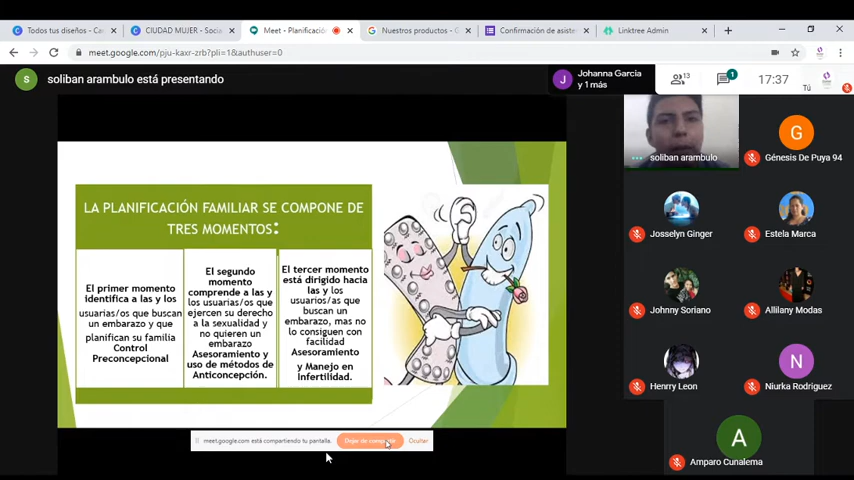 Todos tus diseños - Ca
CIUDAD MUJER - Socia
Meet - Planificació
Nuestros productos - G
Confirmación de asiste
Linktree Admin
meet.google.com/pju-kaxr-zrb?pli=1&authuser=0
S
soliban arambulo está presentando
J
Johanna Garcia
y 1 más
13
1
17:37
Tú
LA PLANIFICACIÓN FAMILIAR SE COMPONE DE
TRES MOMENTOS:
El primer momento
identifica a las y los
usuarias/os que buscan
un embarazo y que
planifican su familia
Control
Preconcepcional
El segundo
momento
comprende a las y
los usuarias/os que
ejercen su derecho
a la sexualidad y
no quieren un
embarazo
Asesoramiento y
uso de métodos de
Anticoncepción.
El tercer momento
está dirigido hacia
las y los
usuarios/as que
buscan un
embarazo, mas no
lo consiguen con
facilidad
Asesoramiento
y Manejo en
Infertilidad.
meet.google.com está compartiendo tu pantalla.
Dejar de compartir
Ocultar
soliban arambulo
G
Génesis De Puya 94
Josselyn Ginger
Estela Marca
Johnny Soriano
Allilany Modas
Henrry Leon
N
Niurka Rodriguez
A
Amparo Cunalema